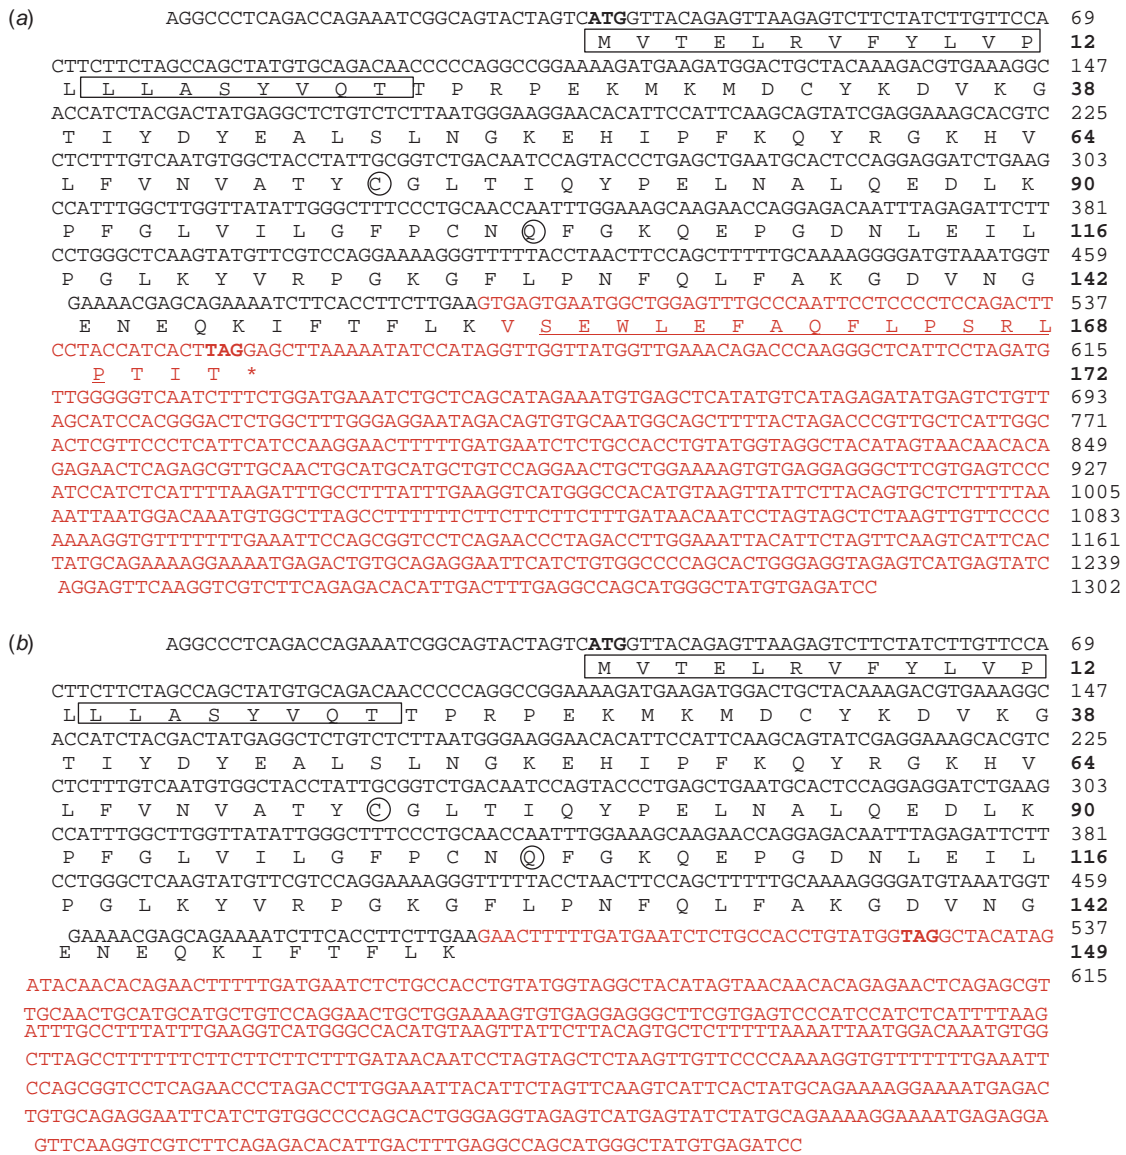 (a) AGGCCCTCAGACCAGAAATCGGCAGTACTAGTCATGGTTACAGAGTTAAGAGTCTTCTATCTTGTTCCA 69
M V T E L R V F Y L V P 12
CTTCTTCTAGCCAGCTATGTGCAGACAACCCCCAGGCCGGAAAAGATGAAGATGGACTGCTACAAAGACGTGAAAGGC 147
L L L A S Y V Q T T P R P E K M K M D C Y K D V K G 38
ACCATCTACGACTATGAGGCTCTGTCTCTTAATGGGAAGGAACACATTCCATTCAAGCAGTATCGAGGAAAGCACGTC 225
T I Y D Y E A L S L N G K E H I P F K Q Y R G K H V 64
CTCTTTGTCAATGTGGCTACCTATTGCGGTCTGACAATCCAGTACCCTGAGCTGAATGCACTCCAGGAGGATCTGAAG 303
L F V N V A T Y C G L T I Q Y P E L N A L Q E D L K 90
CCATTTGGCTTGGTTATATTGGGCTTTCCCTGCAACCAATTTGGAAAGCAAGAACCAGGAGACAATTTAGAGATTCTT 381
P F G L V I L G F P C N Q F G K Q E P G D N L E I L 116
CCTGGGCTCAAGTATGTTCGTCCAGGAAAAGGGTTTTTACCTAACTTCCAGCTTTTTGCAAAAGGGGATGTAAATGGT 459
P G L K Y V R P G K G F L P N F Q L F A K G D V N G 142
GAAAACGAGCAGAAAATCTTCACCTTCTTGAAGTGAGTGAATGGCTGGAGTTTGCCCAATTCCTCCCCCTCCAGACTT 537
E N E Q K I F T F L K V S E W L E F A Q F L P S R L 168
CCTACCATCACTTAGGAGCTTAAAAATATCCATAGGTTGGTTATGGTTGAAACAGACCCAAGGGCTCATTCCTAGATG 615
P T I T * 172
TTGGGGGTCAATCTTTCTGGATGAAATCTGCTCAGCATAGAAATGTGAGCTCATATGTCATAGAGATATGAGTCTGTT 693
AGCATCCACGGGACTCTGGCTTTGGGAGGAATAGACAGTGTGCAATGGCAGCTTTTACTAGACCCGTTGCTCATTGGC 771
ACTCGTTCCCTCATTCATCCAAGGAACTTTTTGATGAATCTCTGCCACCTGTATGGTAGGCTACATAGTAACAACACA 849
GAGAACTCAGAGCGTTGCAACTGCATGCATGCTGTCCAGGAACTGCTGGAAAAGTGTGAGGAGGGCTTCGTGAGTCCC 927
ATCCATCTCATTTTAAGATTTGCCTTTATTTGAAGGTCATGGGCCACATGTAAGTTATTCTTACAGTGCTCTTTTTAA 1005
AATTAATGGACAAATGTGGCTTAGCCTTTTTTCTTCTTCTTCTTTGATAACAATCCTAGTAGCTCTAAGTTGTTCCCC 1083
AAAAGGTGTTTTTTTGAAATTCCAGCGGTCCTCAGAACCCTAGACCTTGGAAATTACATTCTAGTTCAAGTCATTCAC 1161
TATGCAGAAAAGGAAAATGAGACTGTGCAGAGGAATTCATCTGTGGCCCCAGCACTGGGAGGTAGAGTCATGAGTATC 1239
AGGAGTTCAAGGTCGTCTTCAGAGACACATTGACTTTGAGGCCAGCATGGGCTATGTGAGATCC 1302
(b) AGGCCCTCAGACCAGAAATCGGCAGTACTAGTCATGGTTACAGAGTTAAGAGTCTTCTATCTTGTTCCA 69
M V T E L R V F Y L V P 12
CTTCTTCTAGCCAGCTATGTGCAGACAACCCCCAGGCCGGAAAAGATGAAGATGGACTGCTACAAAGACGTGAAAGGC 147
L L L A S Y V Q T T P R P E K M K M D C Y K D V K G 38
ACCATCTACGACTATGAGGCTCTGTCTCTTAATGGGAAGGAACACATTCCATTCAAGCAGTATCGAGGAAAGCACGTC 225
T I Y D Y E A L S L N G K E H I P F K Q Y R G K H V 64
CTCTTTGTCAATGTGGCTACCTATTGCGGTCTGACAATCCAGTACCCTGAGCTGAATGCACTCCAGGAGGATCTGAAG 303
L F V N V A T Y C G L T I Q Y P E L N A L Q E D L K 90
CCATTTGGCTTGGTTATATTGGGCTTTCCCTGCAACCAATTTGGAAAGCAAGAACCAGGAGACAATTTAGAGATTCTT 381
P F G L V I L G F P C N Q F G K Q E P G D N L E I L 116
CCTGGGCTCAAGTATGTTCGTCCAGGAAAAGGGTTTTTACCTAACTTCCAGCTTTTTGCAAAAGGGGATGTAAATGGT 459
P G L K Y V R P G K G F L P N F Q L F A K G D V N G 142
GAAAACGAGCAGAAAATCTTCACCTTCTTGAAGAACTTTTTGATGAATCTCTGCCACCTGTATGGTAGGCTACATAG 537
E N E Q K I F T F L K 149
ATACAACACAGAACTTTTTGATGAATCTCTGCCACCTGTATGGTAGGCTACATAGTAACAACACAGAGAACTCAGAGCGT 615
TGCAACTGCATGCATGCTGTCCAGGAACTGCTGGAAAAGTGTGAGGAGGGCTTCGTGAGTCCCATCCATCTCATTTTAAG
ATTTGCCTTTATTTGAAGGTCATGGGCCACATGTAAGTTATTCTTACAGTGCTCTTTTTAAAATTAATGGACAAATGTGG
CTTAGCCTTTTTTCTTCTTCTTCTTTGATAACAATCCTAGTAGCTCTAAGTTGTTCCCCAAAAGGTGTTTTTTTGAAATT
CCAGCGGTCCTCAGAACCCTAGACCTTGGAAATTACATTCTAGTTCAAGTCATTCACTATGCAGAAAAGGAAAATGAGAC
TGTGCAGAGGAATTCATCTGTGGCCCCAGCACTGGGAGGTAGAGTCATGAGTATCTATGCAGAAAAGGAAAATGAGAGGA
GTTCAAGGTCGTCTTCAGAGACACATTGACTTTGAGGCCAGCATGGGCTATGTGAGATCC